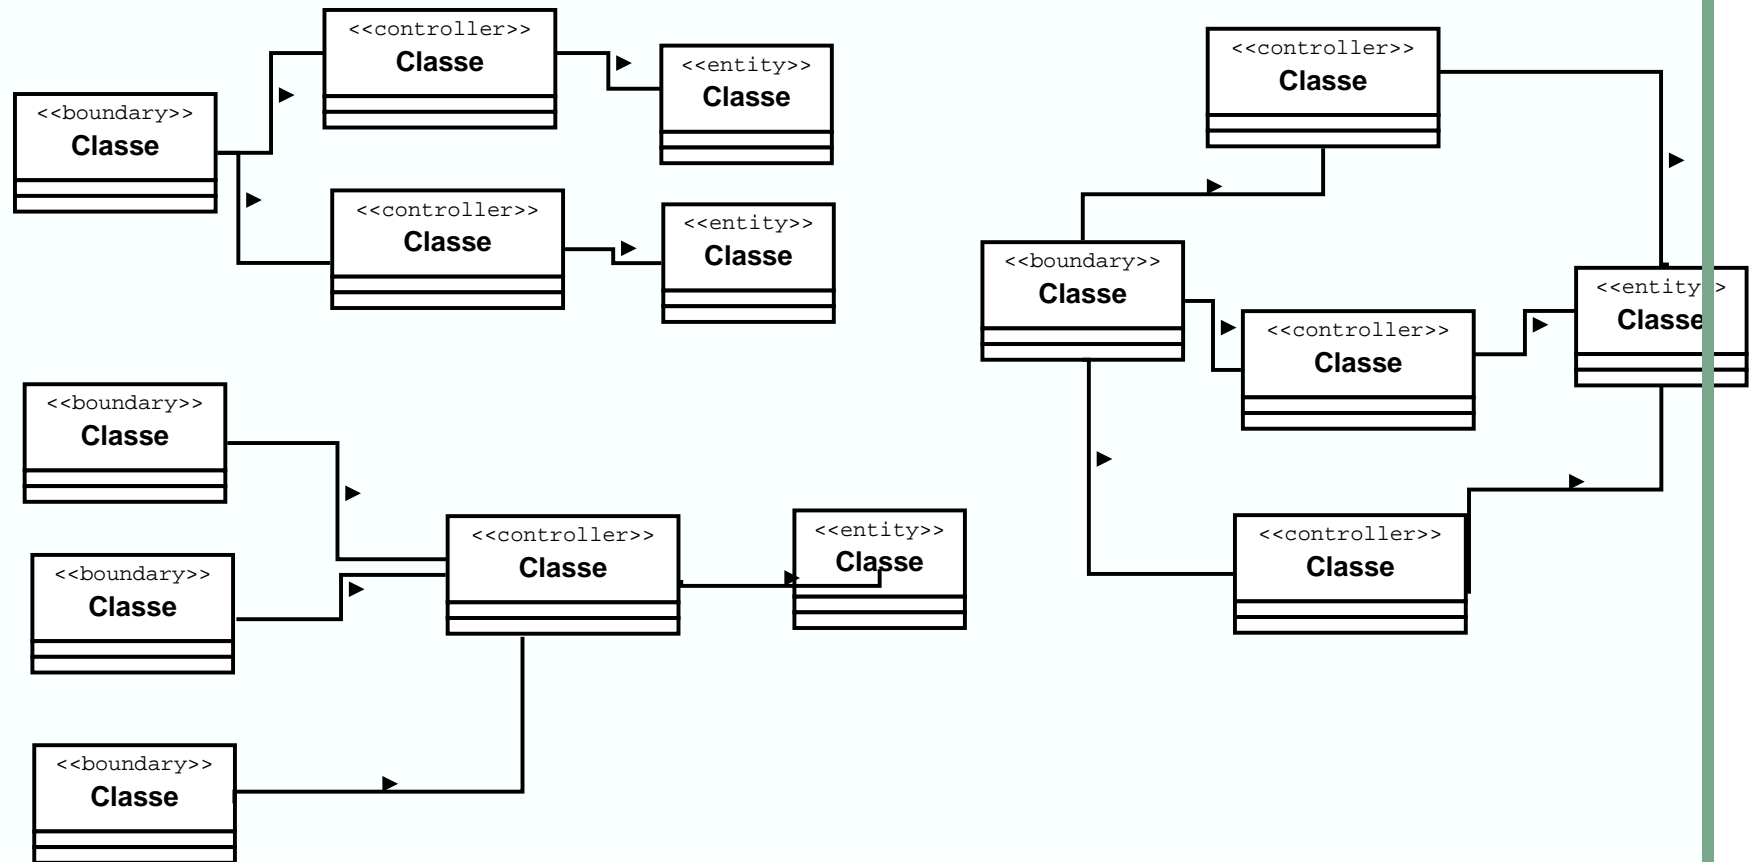 <<controller>>
Classe
<<entity>>
Classe
<<boundary>>
Classe
<<controller>>
Classe
<<entity>>
Classe
<<boundary>>
Classe
<<boundary>>
Classe
<<boundary>>
Classe
<<controller>>
Classe
<<entity>>
Classe
<<controller>>
Classe
<<boundary>>
Classe
<<controller>>
Classe
<<entity>>
Classe
<<controller>>
Classe